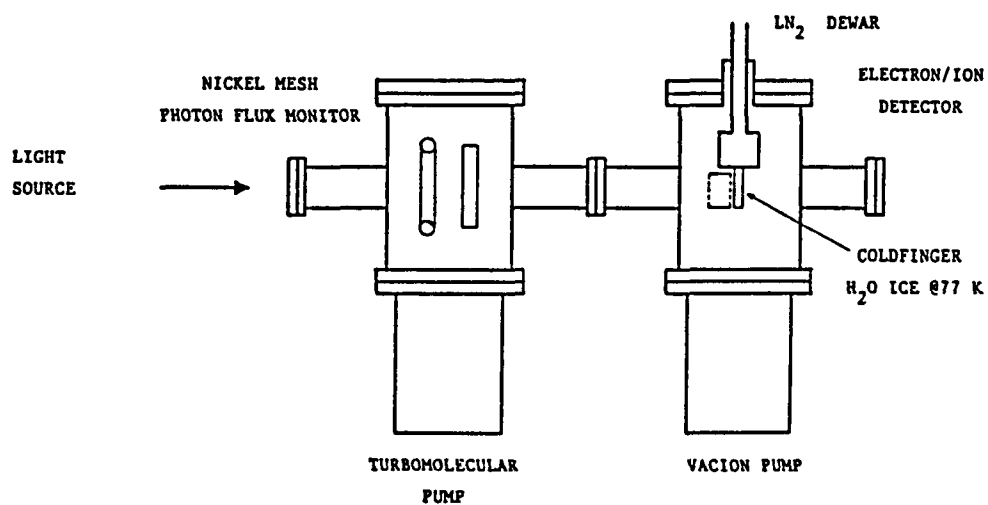 LN2 DEWAR
NICKEL MESH
PHOTON FLUX MONITOR
ELECTRON/ION
DETECTOR
LIGHT
SOURCE
COLDFINGER
H2O ICE @77 K
TURBOMOLECULAR
PUMP
VACION PUMP